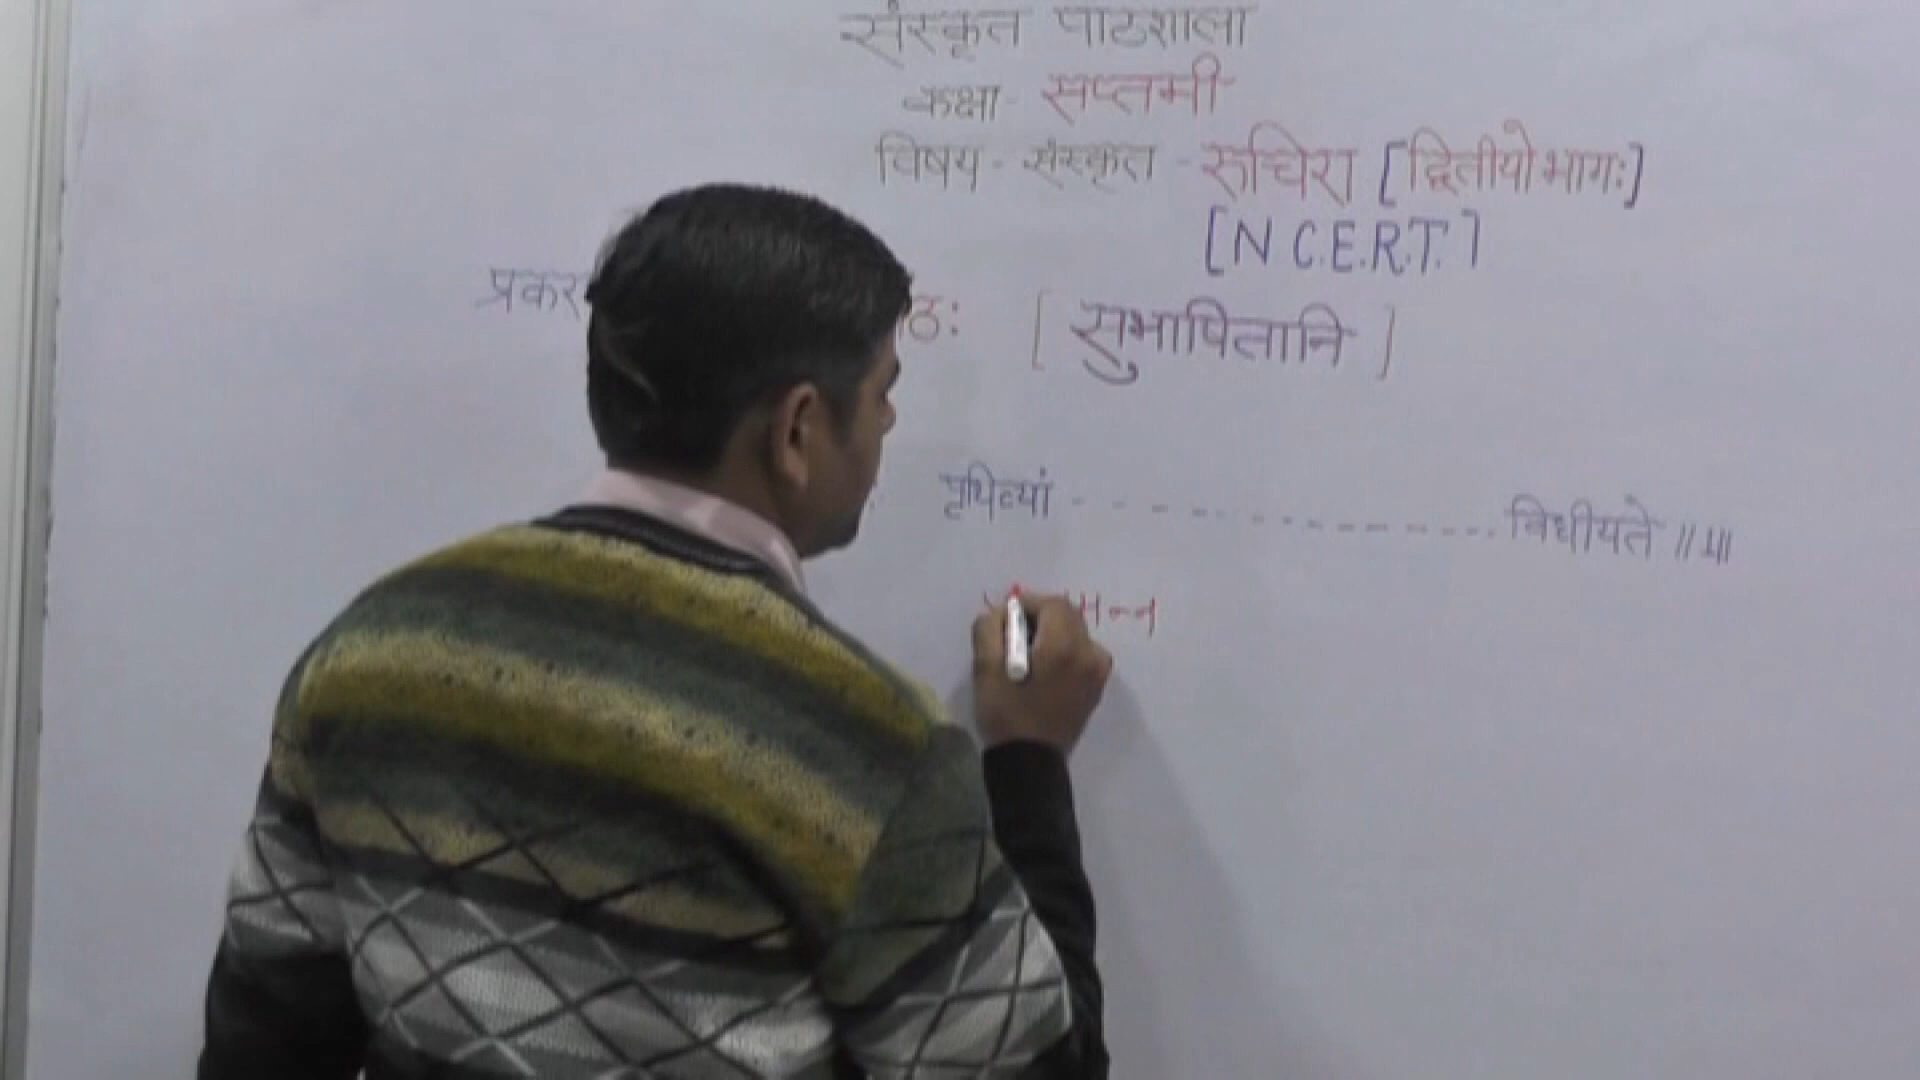 संस्कृत पाठशाला
कक्षा - सप्तमी
विषय - संस्कृत - रुचिरा [द्वितीयो भागः]
[N C.E.R.T.]
[ सुभाषितानि ]
पृथिव्यां - - - - - - - - - - - - - - विधीयते ॥1॥